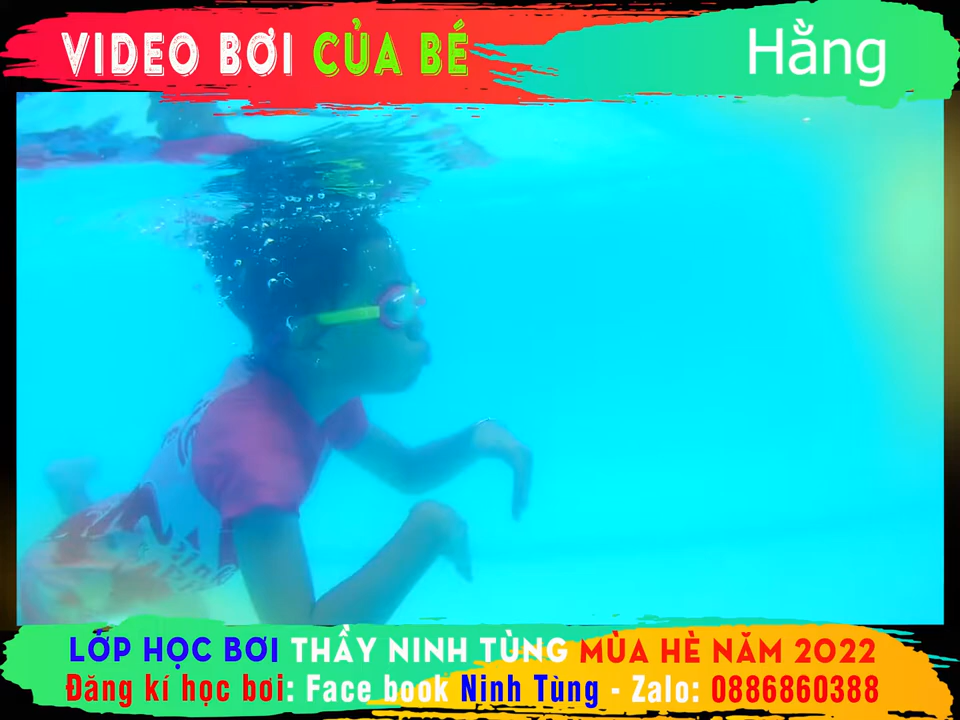 VIDEO BƠI CỦA BÉ
Hằng
LỚP HỌC BƠI THẦY NINH TÙNG MÙA HÈ NĂM 2022
Đăng kí học bơi: Face book Ninh Tùng - Zalo: 0886860388